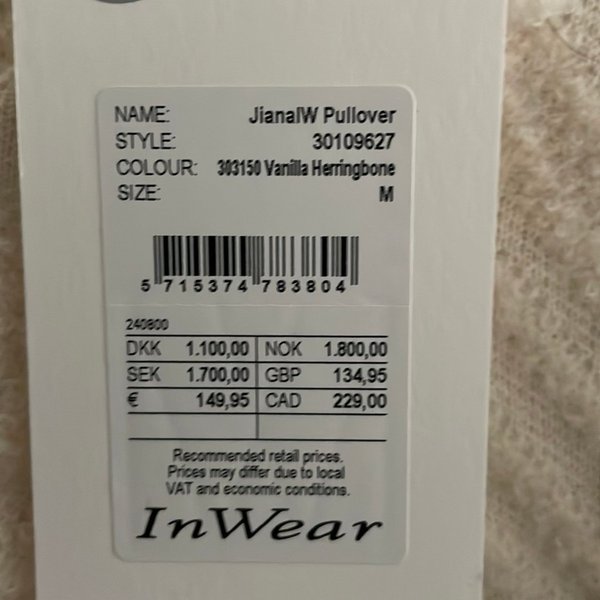 NAME: JianaIW Pullover
STYLE: 30109627
COLOUR: 303150 Vanilla Herringbone
SIZE: M
5 715374 783804
240800
DKK 1.100,00 NOK 1.800,00
SEK 1.700,00 GBP 134,95
€ 149,95 CAD 229,00
Recommended retail prices.
Prices may differ due to local
VAT and economic conditions.
InWear